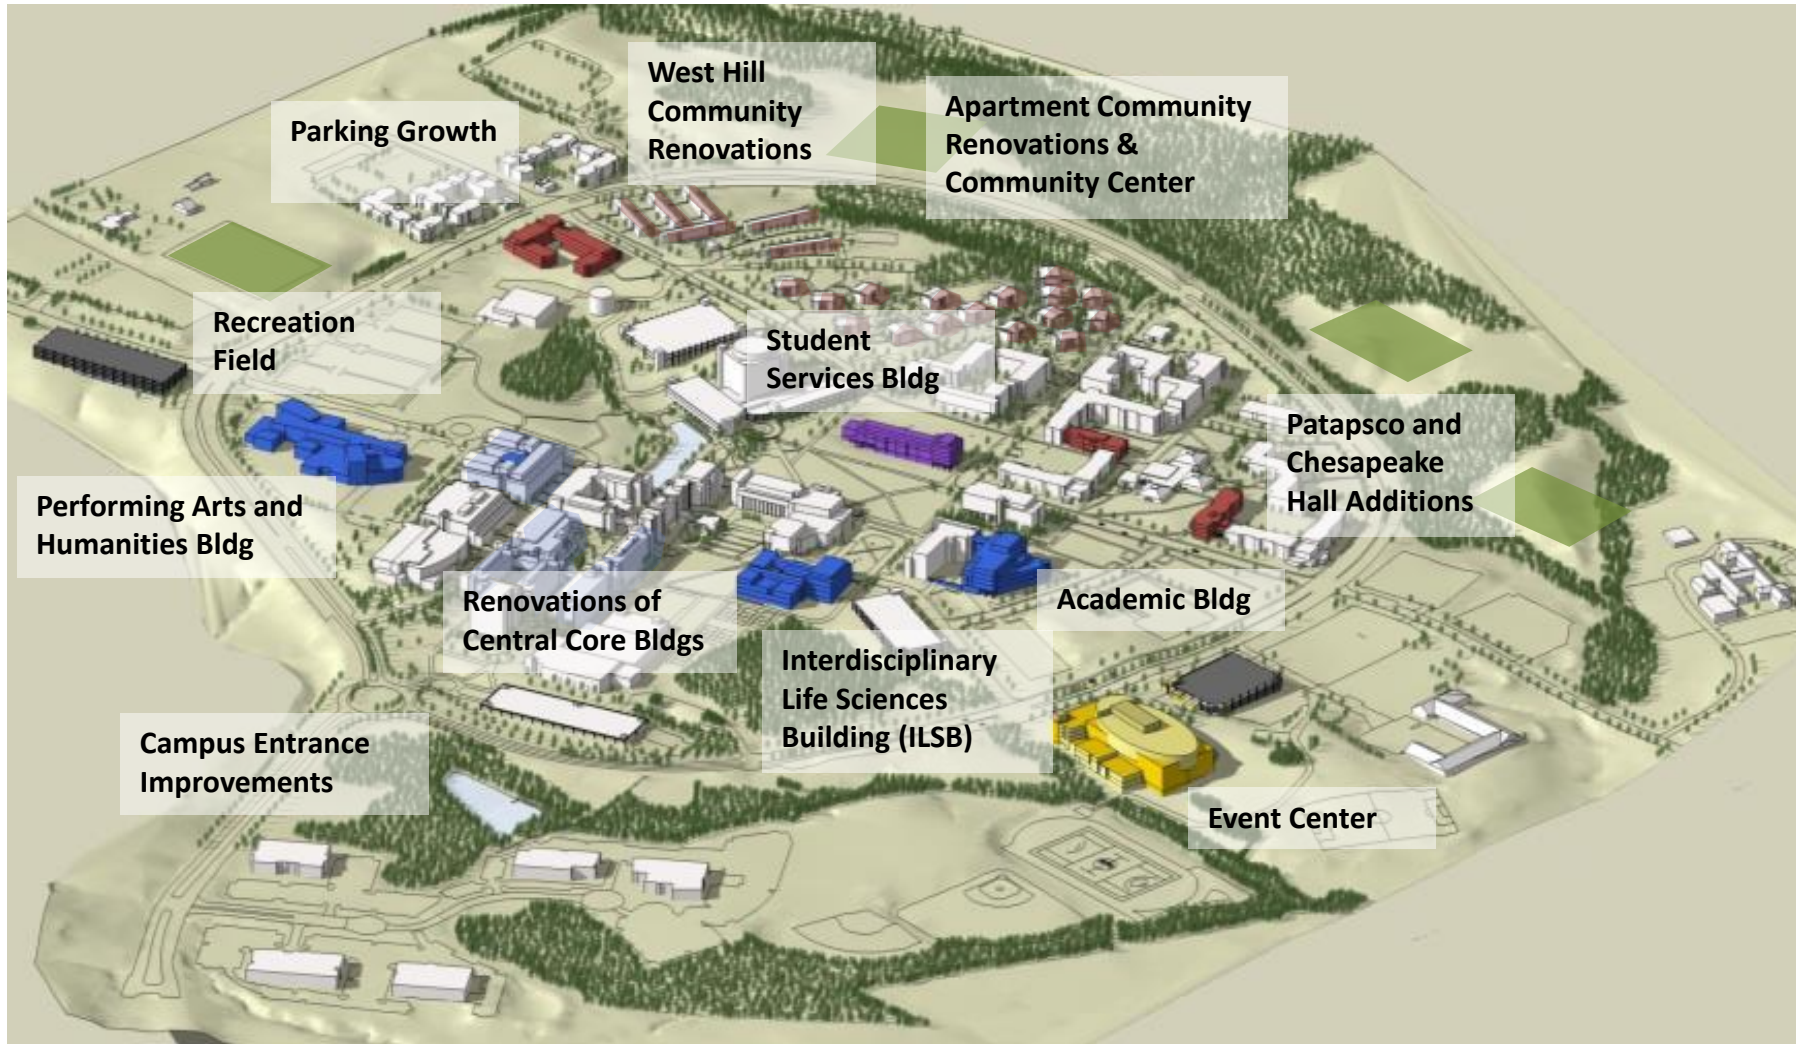 West Hill
Community
Renovations
Apartment Community
Renovations &
Community Center
Parking Growth
Recreation
Field
Student
Services Bldg
Patapsco and
Chesapeake
Hall Additions
Performing Arts and
Humanities Bldg
Renovations of
Central Core Bldgs
Academic Bldg
Interdisciplinary
Life Sciences
Building (ILSB)
Campus Entrance
Improvements
Event Center